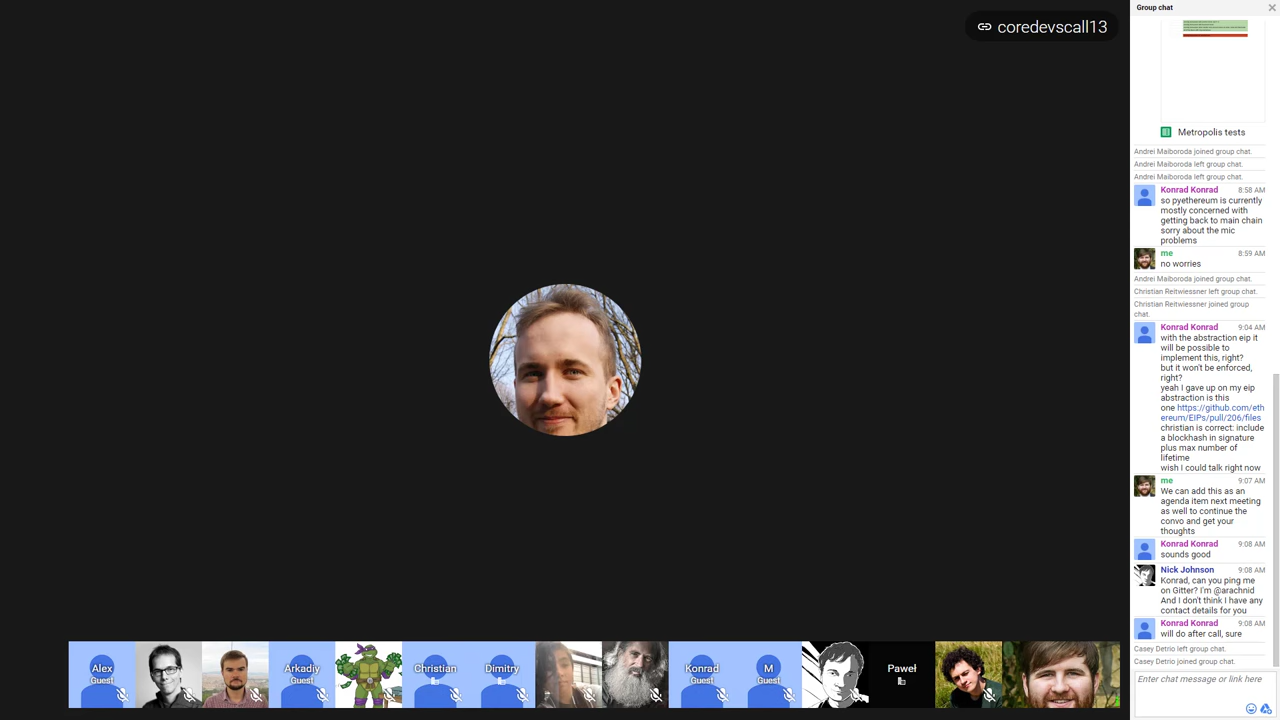 coredevscall13
Group chat
Metropolis tests
Andrei Maiboroda joined group chat.
Andrei Maiboroda left group chat.
Andrei Maiboroda left group chat.
Konrad Konrad 8:58 AM
so pyethereum is currently
mostly concerned with
getting back to main chain
sorry about the mic
problems
me 8:59 AM
no worries
Andrei Maiboroda joined group chat.
Christian Reitwiessner left group chat.
Christian Reitwiessner joined group
chat.
Konrad Konrad 9:04 AM
with the abstraction eip it
will be possible to
implement this, right?
but it won't be enforced,
right?
yeah I gave up on my eip
abstraction is this
one https://github.com/eth
ereum/EIPs/pull/206/files
christian is correct: include
a blockhash in signature
plus max number of
lifetime
wish I could talk right now
me 9:07 AM
We can add this as an
agenda item next meeting
as well to continue the
convo and get your
thoughts
Konrad Konrad 9:08 AM
sounds good
Nick Johnson 9:08 AM
Konrad, can you ping me
on Gitter? I'm @arachnid
And I don't think I have any
contact details for you
Konrad Konrad 9:08 AM
will do after call, sure
Casey Detrio left group chat.
Casey Detrio joined group chat.
Enter chat message or link here
Alex
Guest
Arkadiy
Guest
Christian
Guest
Dimitry
Guest
Konrad
Guest
M
Guest
Paweł